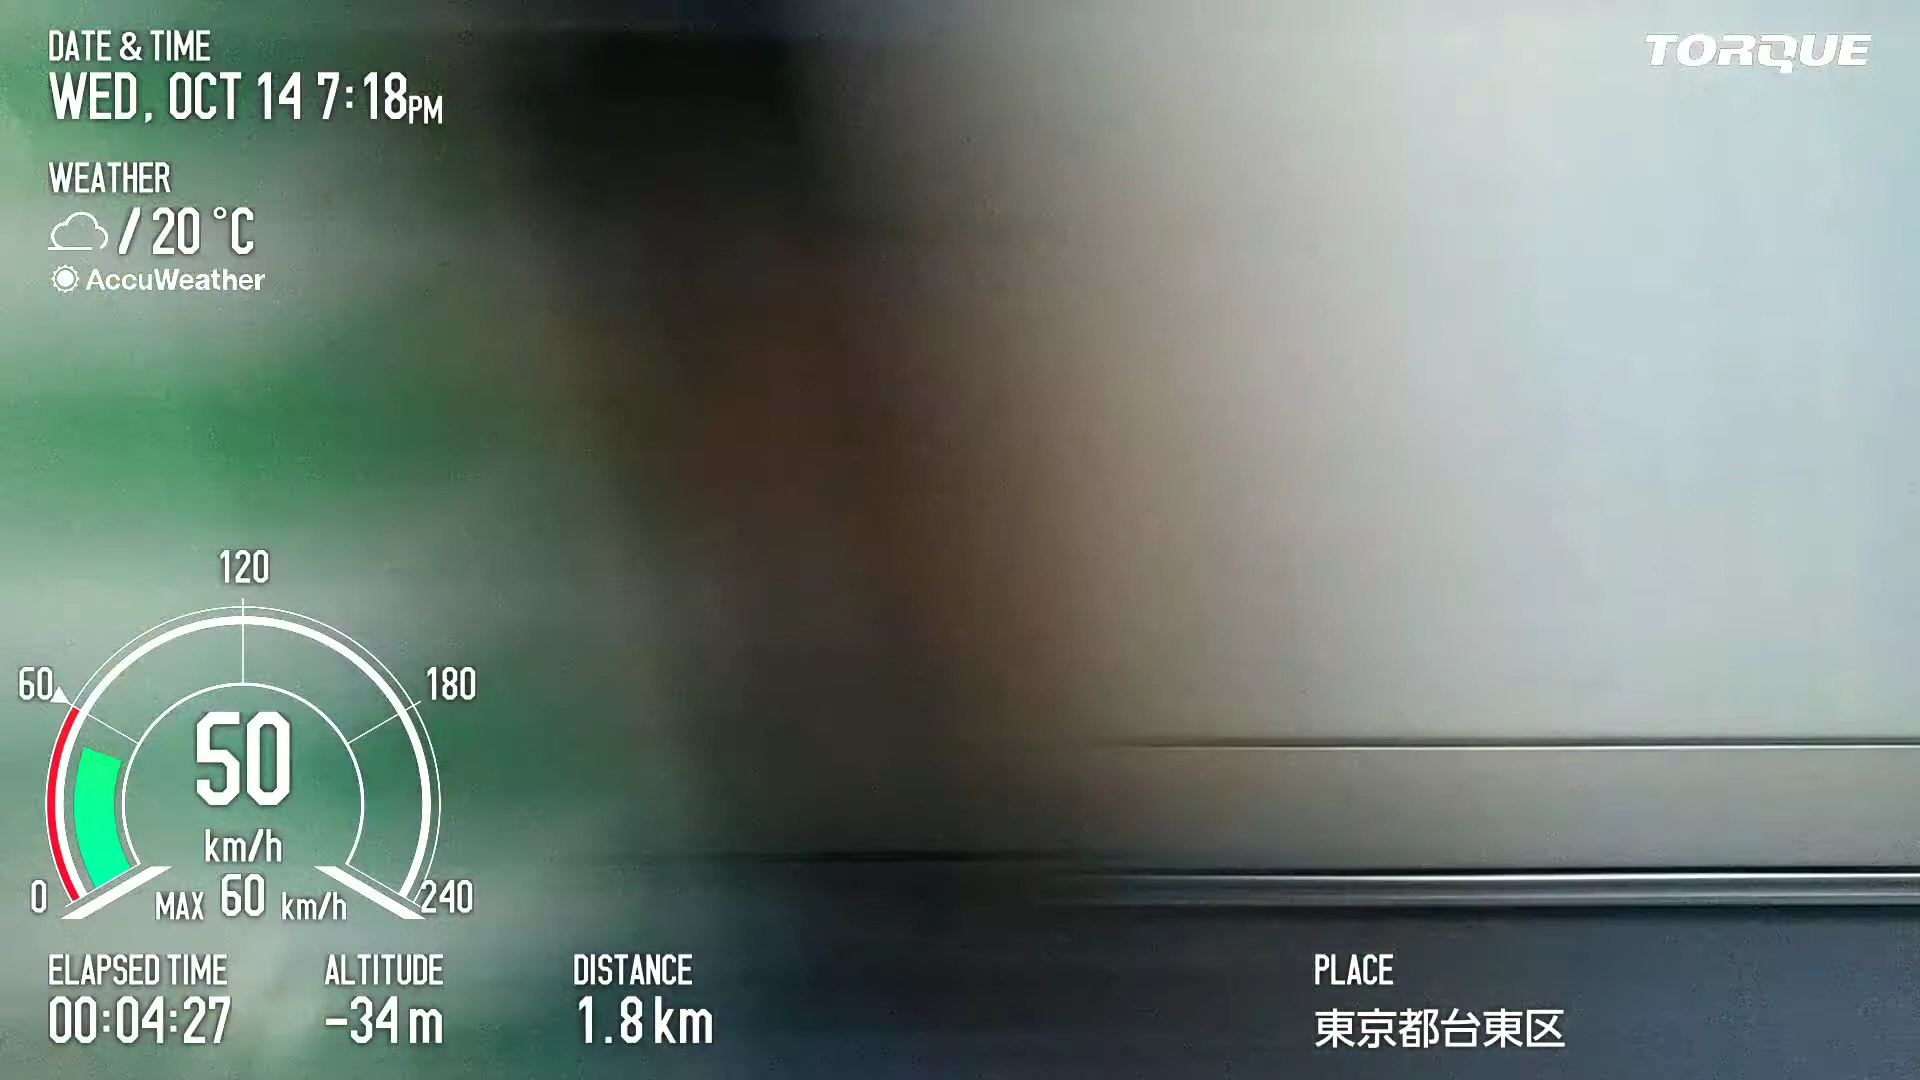 DATE & TIME
WED, OCT 14 7:18PM
TORQUE
WEATHER
/ 20 °C
AccuWeather
120
60
180
50
km/h
0
MAX 60 km/h
240
ELAPSED TIME
00:04:27
ALTITUDE
-34 m
DISTANCE
1.8 km
PLACE
東京都台東区